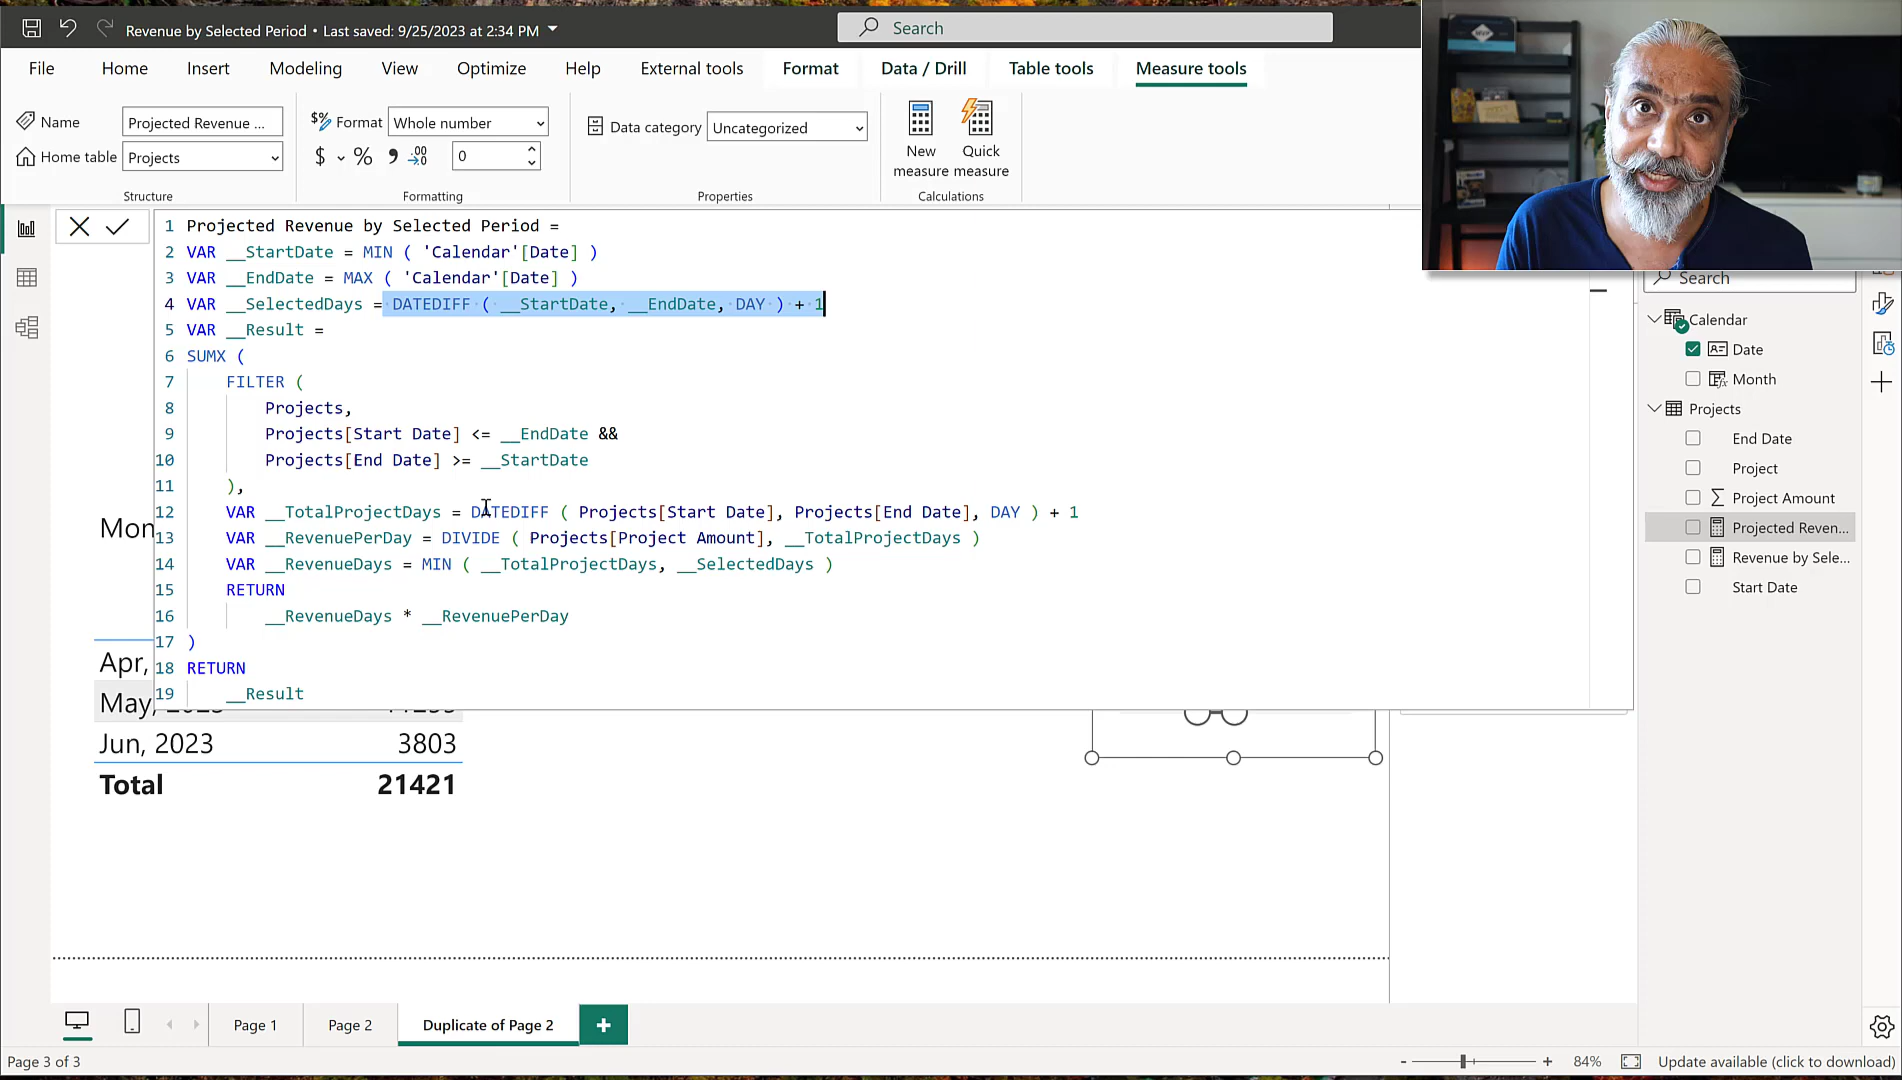 Revenue by Selected Period • Last saved: 9/25/2023 at 2:34 PM
Search
File Home Insert Modeling View Optimize Help External tools Format Data / Drill Table tools Measure tools
Name Projected Revenue ...
Home table Projects
Structure
Format Whole number
$ % 9 .00 0
Formatting
Data category Uncategorized
Properties
New measure
Quick measure
Calculations
1 Projected Revenue by Selected Period =
2 VAR __StartDate = MIN ( 'Calendar'[Date] )
3 VAR __EndDate = MAX ( 'Calendar'[Date] )
4 VAR __SelectedDays = DATEDIFF ( __StartDate, __EndDate, DAY ) + 1
5 VAR __Result =
6 SUMX (
7 FILTER (
8 Projects,
9 Projects[Start Date] <= __EndDate &&
10 Projects[End Date] >= __StartDate
11 ),
12 VAR __TotalProjectDays = DATEDIFF ( Projects[Start Date], Projects[End Date], DAY ) + 1
13 VAR __RevenuePerDay = DIVIDE ( Projects[Project Amount], __TotalProjectDays )
14 VAR __RevenueDays = MIN ( __TotalProjectDays, __SelectedDays )
15 RETURN
16 __RevenueDays * __RevenuePerDay
17 )
18 RETURN
19 __Result
Mon
Apr,
May,
Jun, 2023 3803
Total 21421
Search
Calendar
Date
Month
Projects
End Date
Project
Project Amount
Projected Reven...
Revenue by Sele...
Start Date
Page 1 Page 2 Duplicate of Page 2 +
Page 3 of 3
- + 84% Update available (click to download)